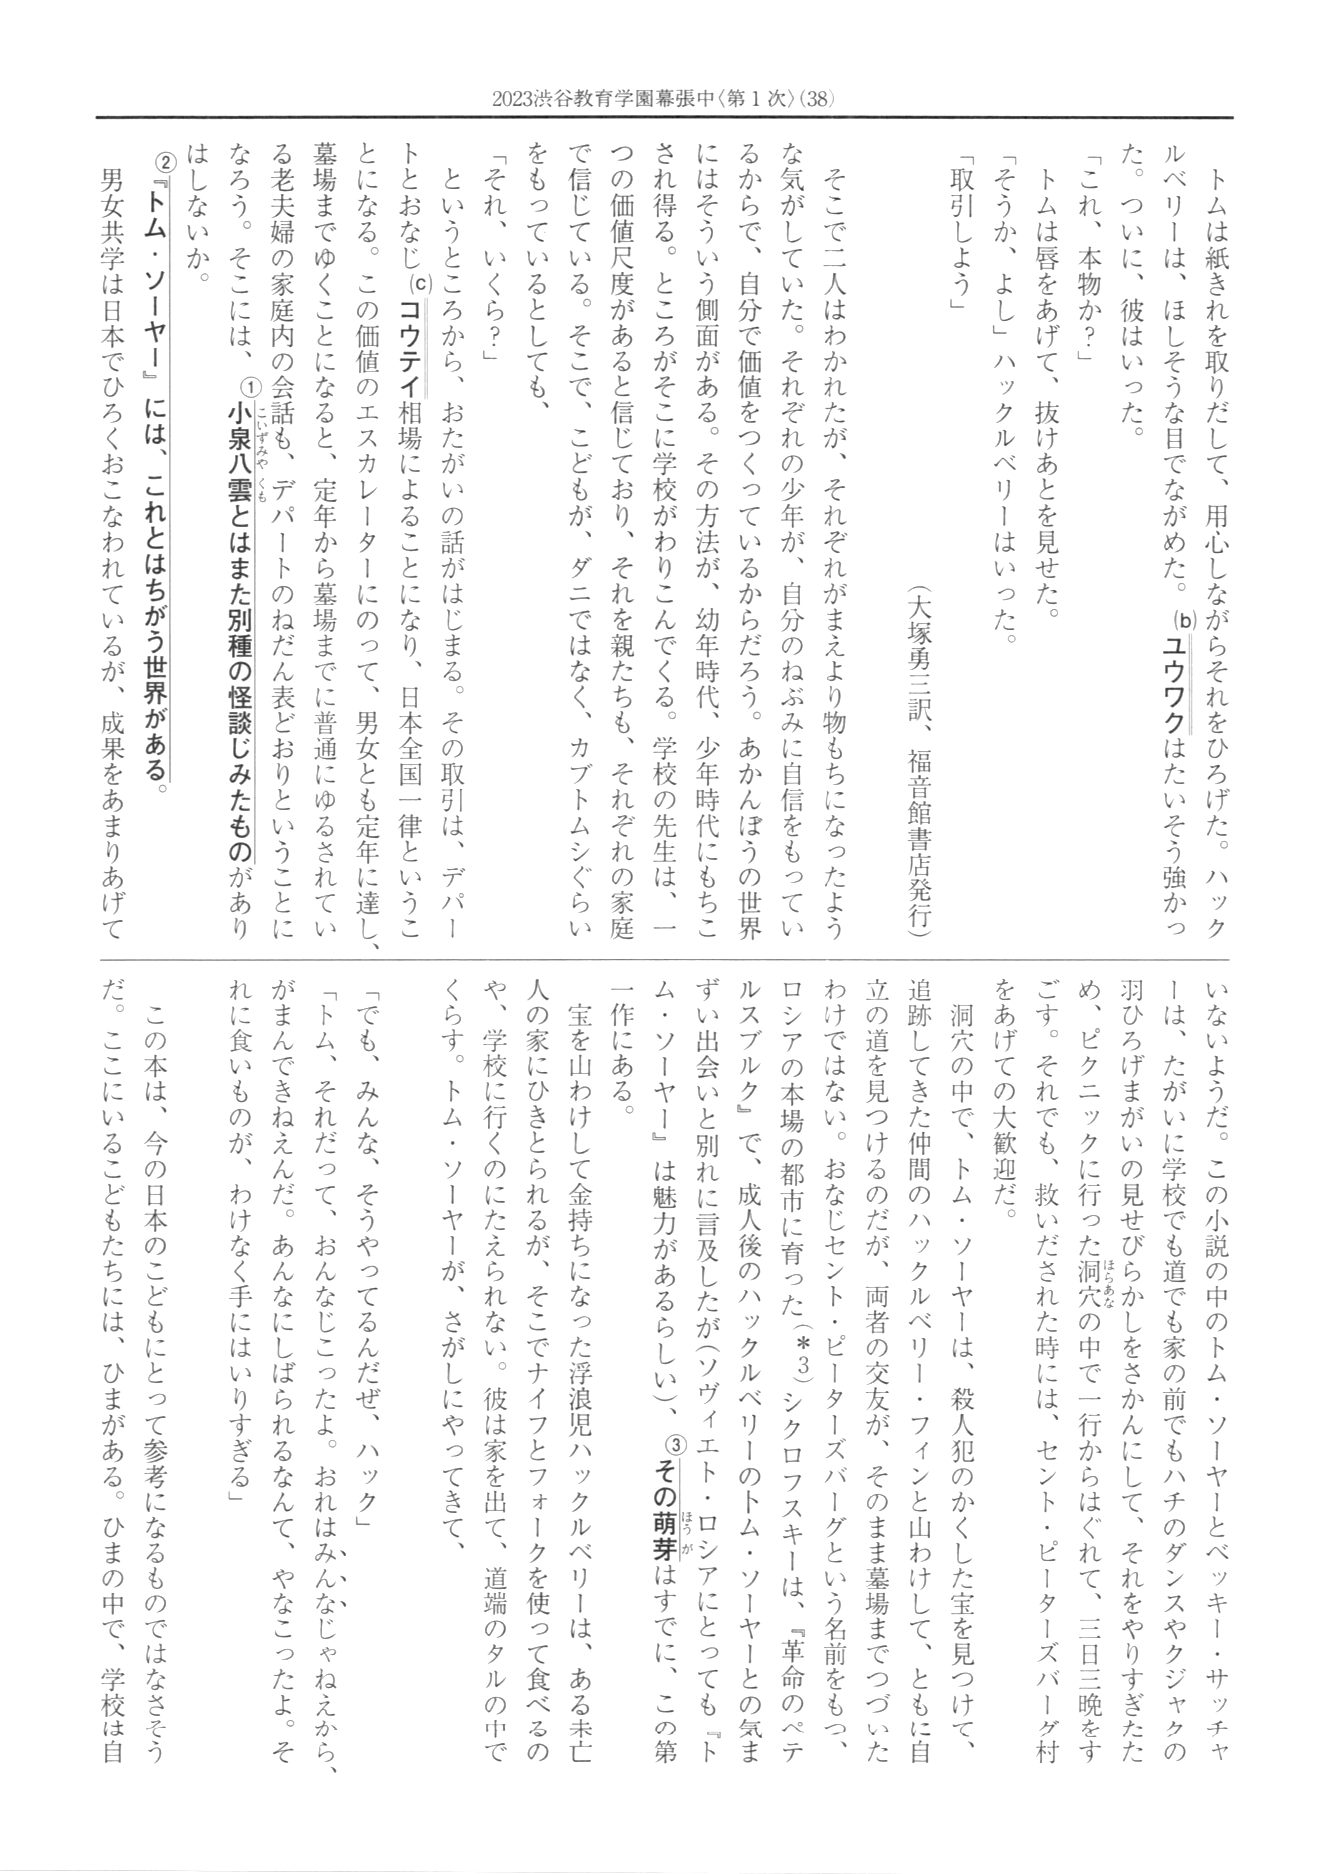 2023渋谷教育学園幕張中〈第1次〉(38)
トムは紙きれを取りだして、用心しながらそれをひろげた。ハック
ルベリーは、ほしそうな目でながめた。(b)ユウワクはたいそう強かっ
た。ついに、彼はいった。
「これ、本物か?」
トムは唇をあげて、抜けあとを見せた。
「そうか、よし」ハックルベリーはいった。
「取引しよう」
(大塚勇三訳、福音館書店発行)
そこで二人はわかれたが、それぞれがまえより物もちになったよう
な気がしていた。それぞれの少年が、自分のねぶみに自信をもってい
るからで、自分で価値をつくっているからだろう。あかんぼうの世界
にはそういう側面がある。その方法が、幼年時代、少年時代にもちこ
され得る。ところがそこに学校がわりこんでくる。学校の先生は、一
つの価値尺度があると信じており、それを親たちも、それぞれの家庭
で信じている。そこで、こどもが、ダニではなく、カブトムシぐらい
をもっているとしても、
「それ、いくら?」
というところから、おたがいの話がはじまる。その取引は、デパー
トとおなじ(c)コウテイ相場によることになり、日本全国一律というこ
とになる。この価値のエスカレーターにのって、男女とも定年に達し、
墓場までゆくことになると、定年から墓場までに普通にゆるされてい
る老夫婦の家庭内の会話も、デパートのねだん表どおりということに
なろう。そこには、①小泉八雲(こいずみやくも)とはまた別種の怪談じみたものがあり
はしないか。
②『トム・ソーヤー』には、これとはちがう世界がある。
男女共学は日本でひろくおこなわれているが、成果をあまりあげて
いないようだ。この小説の中のトム・ソーヤーとベッキー・サッチャ
ーは、たがいに学校でも道でも家の前でもハチのダンスやクジャクの
羽ひろげまがいの見せびらかしをさかんにして、それをやりすぎたた
め、ピクニックに行った洞穴(ほらあな)の中で一行からはぐれて、三日三晩をす
ごす。それでも、救いだされた時には、セント・ピーターズバーグ村
をあげての大歓迎だ。
洞穴の中で、トム・ソーヤーは、殺人犯のかくした宝を見つけて、
追跡してきた仲間のハックルベリー・フィンと山わけして、ともに自
立の道を見つけるのだが、両者の交友が、そのまま墓場までつづいた
わけではない。おなじセント・ピーターズバーグという名前をもつ、
ロシアの本場の都市に育った(＊3)シクロフスキーは、『革命のペテ
ルスブルク』で、成人後のハックルベリーのトム・ソーヤーとの気ま
ずい出会いと別れに言及したが(ソヴィエト・ロシアにとっても『ト
ム・ソーヤー』は魅力があるらしい)、③その萌芽(ほうが)はすでに、この第
一作にある。
宝を山わけして金持ちになった浮浪児ハックルベリーは、ある未亡
人の家にひきとられるが、そこでナイフとフォークを使って食べるの
や、学校に行くのにたえられない。彼は家を出て、道端のタルの中で
くらす。トム・ソーヤーが、さがしにやってきて、
「でも、みんな、そうやってるんだぜ、ハック」
「トム、それだって、おんなじこったよ。おれはみんなじゃねえから、
がまんできねえんだ。あんなにしばられるなんて、やなこったよ。そ
れに食いものが、わけなく手にはいりすぎる」
この本は、今の日本のこどもにとって参考になるものではなさそう
だ。ここにいるこどもたちには、ひまがある。ひまの中で、学校は自